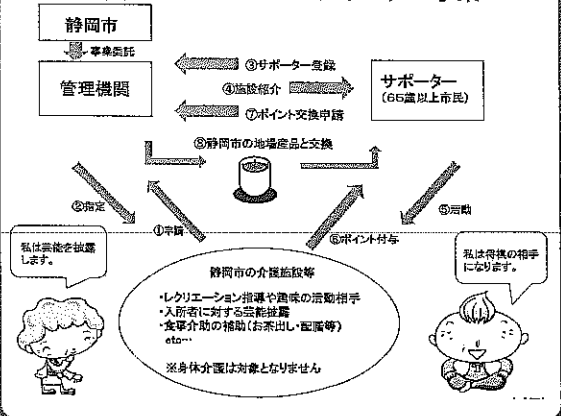 静岡市
事業委託
管理機関
③サポーター登録
④施設紹介
⑦ポイント交換申請
サポーター
(65歳以上市民)
⑧静岡市の地場産品と交換
②指定
①申請
⑥ポイント付与
⑤活動
私は芸能を披露
します。
私は将棋の相手
になります。
静岡市の介護施設等
・レクリエーション指導や趣味の活動相手
・入所者に対する芸能披露
・食事介助の補助(お茶出し・配膳等)
etc…
※身体介護は対象となりません